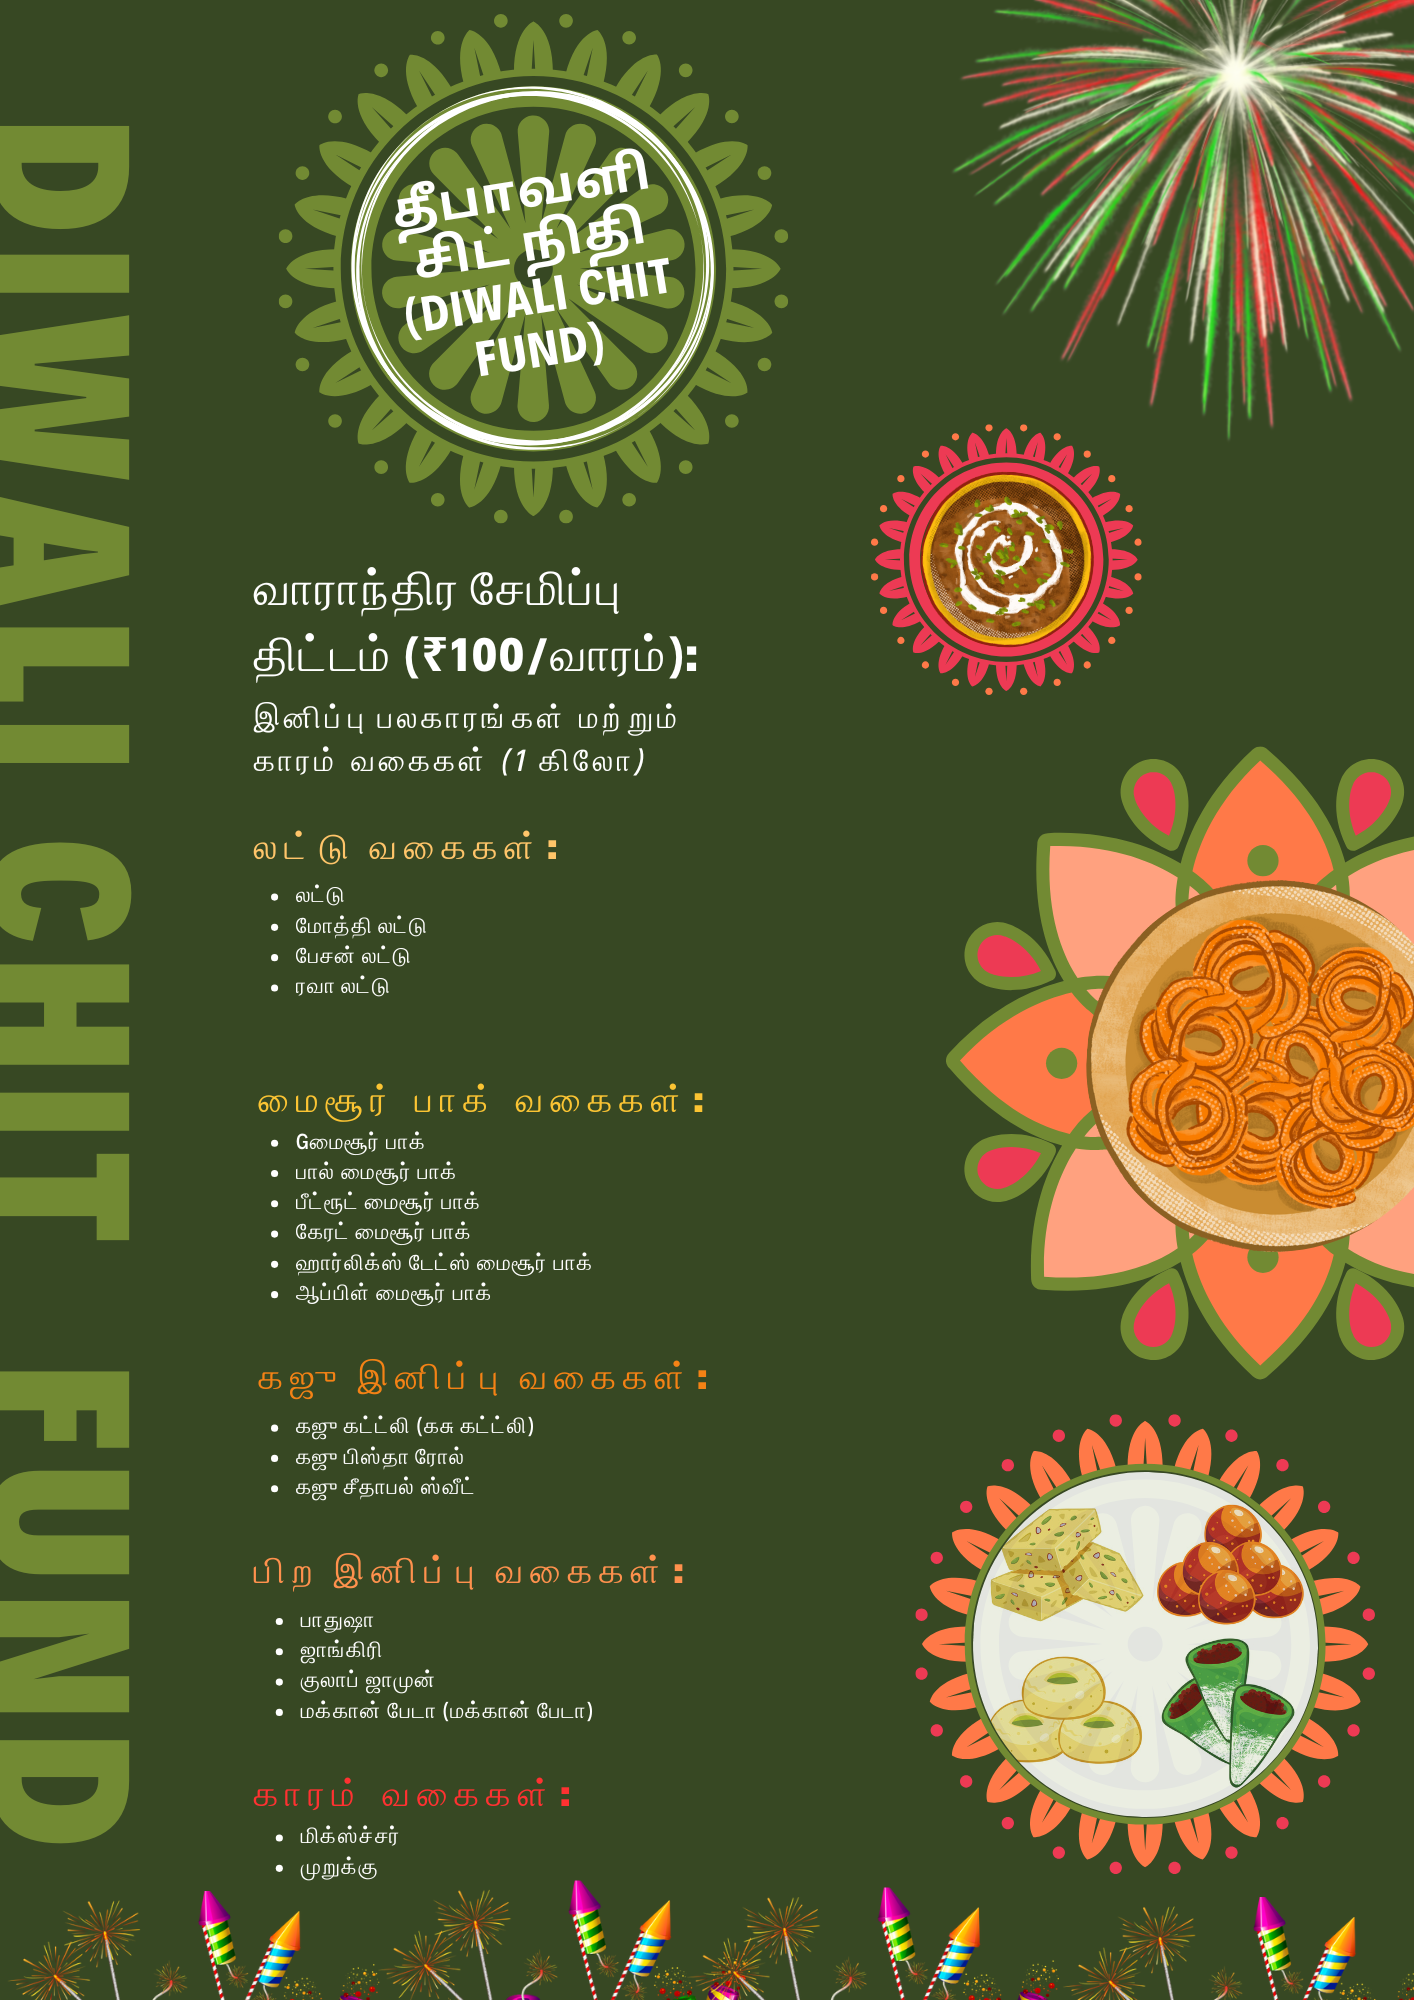 DIWALI CHIT FUND
தீபாவளி
சிட் நிதி
(DIWALI CHIT
FUND)
வாராந்திர சேமிப்பு
திட்டம் (₹100/வாரம்):
இனிப்பு பலகாரங்கள் மற்றும்
காரம் வகைகள் (1 கிலோ)
லட்டு வகைகள்:
லட்டு
மோத்தி லட்டு
பேசன் லட்டு
ரவா லட்டு
மைசூர் பாக் வகைகள்:
Gமைசூர் பாக்
பால் மைசூர் பாக்
பீட்ரூட் மைசூர் பாக்
கேரட் மைசூர் பாக்
ஹார்லிக்ஸ் டேட்ஸ் மைசூர் பாக்
ஆப்பிள் மைசூர் பாக்
கஜு இனிப்பு வகைகள்:
கஜு கட்ட்லி (கசு கட்ட்லி)
கஜு பிஸ்தா ரோல்
கஜு சீதாபல் ஸ்வீட்
பிற இனிப்பு வகைகள்:
பாதுஷா
ஜாங்கிரி
குலாப் ஜாமுன்
மக்கான் பேடா (மக்கான் பேடா)
காரம் வகைகள்:
மிக்ஸ்ச்சர்
முறுக்கு